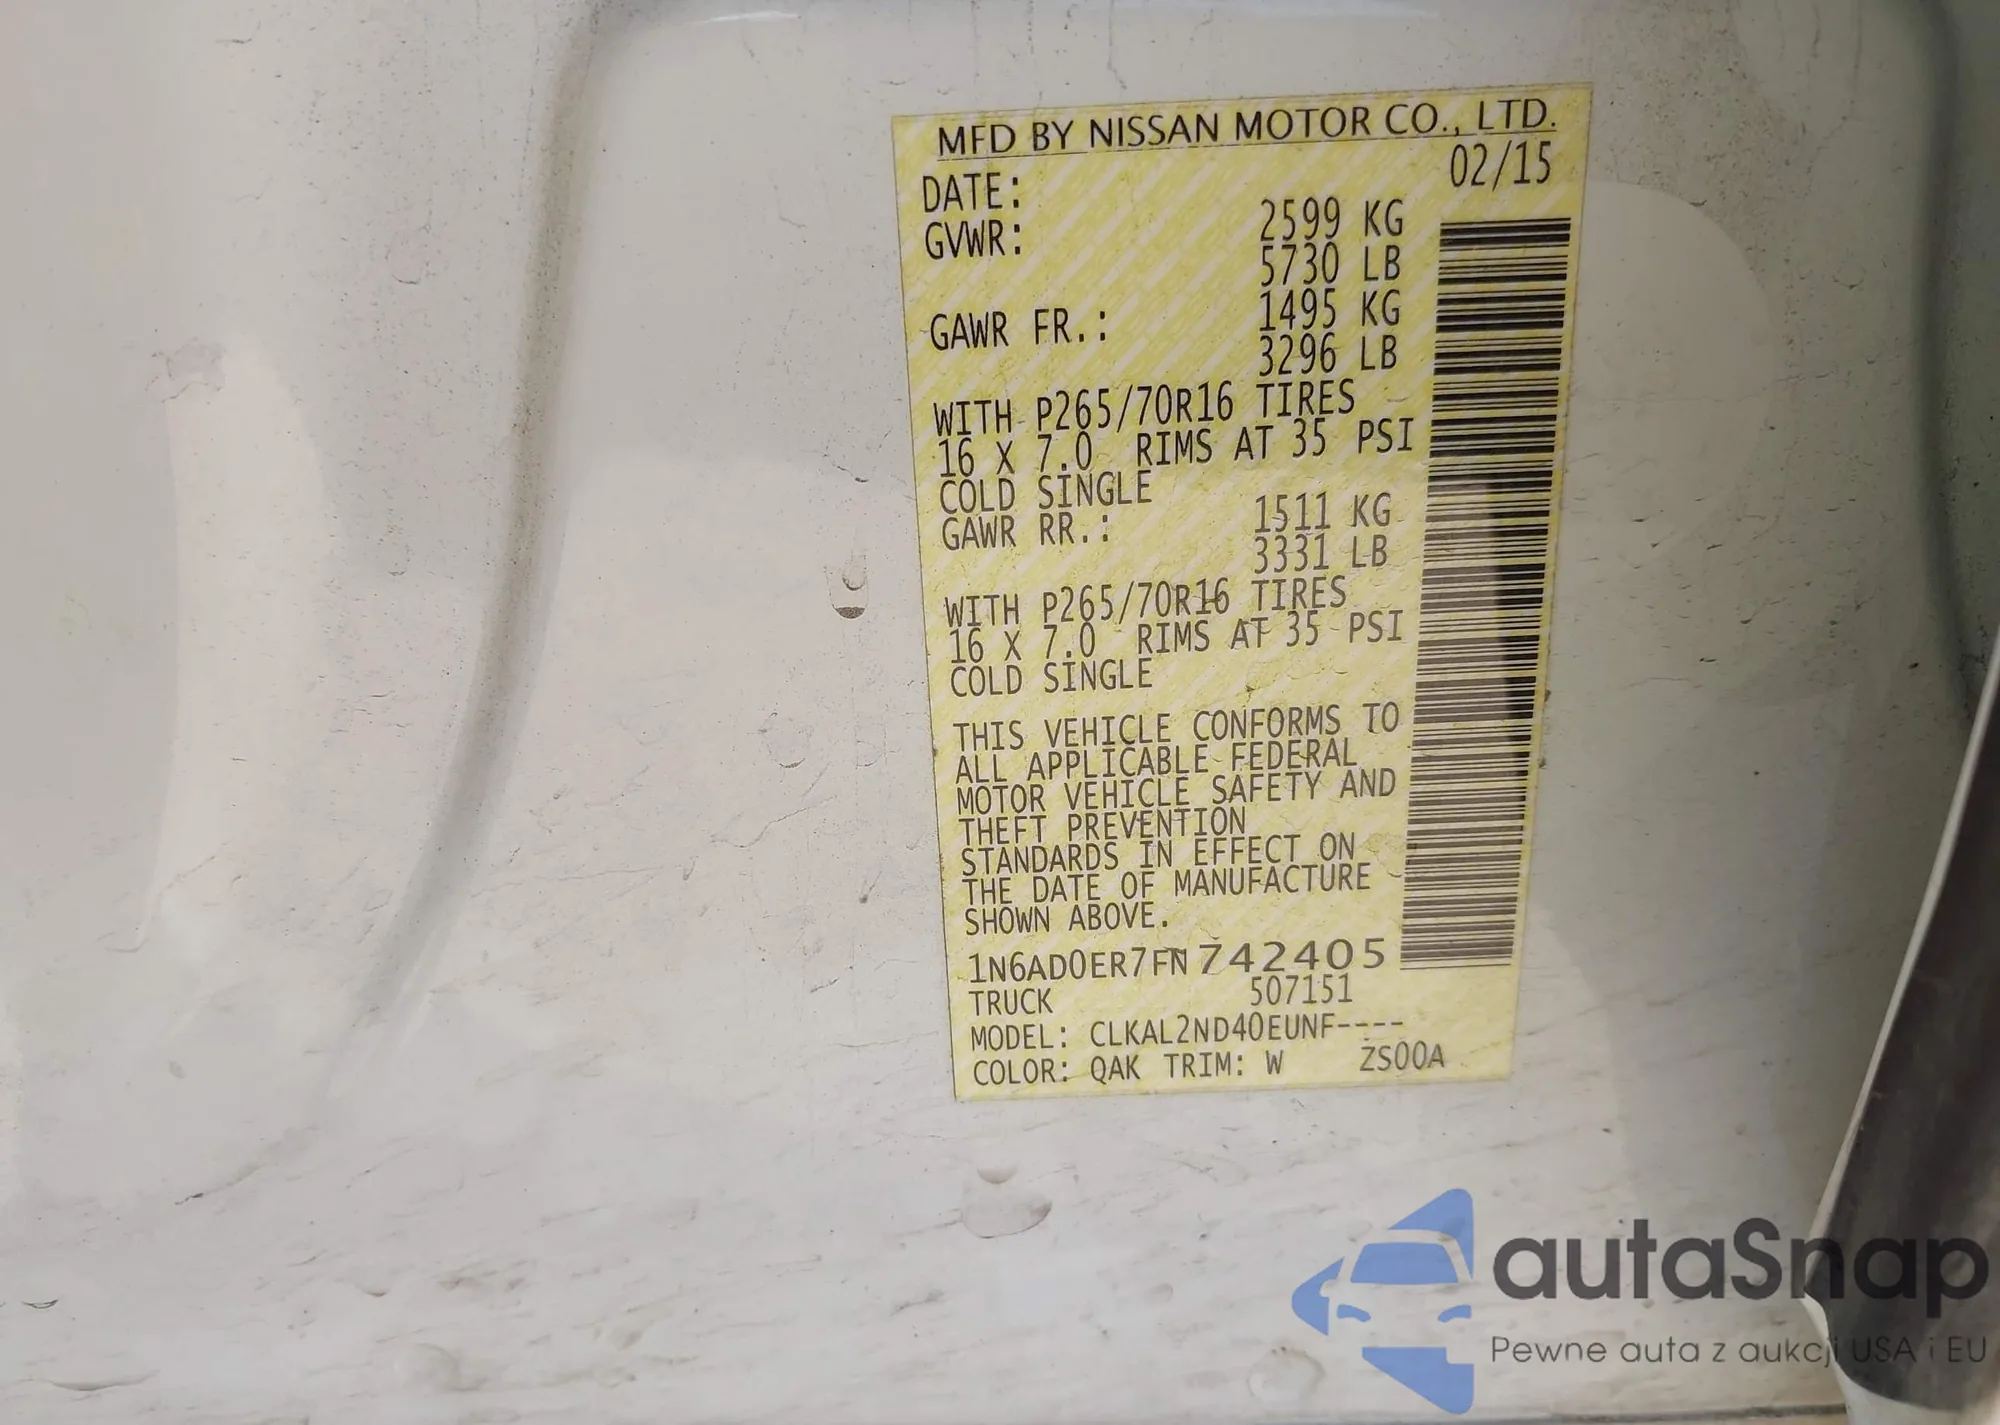 MFD BY NISSAN MOTOR CO., LTD.
DATE: 02/15
GVWR: 2599 KG
5730 LB
GAWR FR.: 1495 KG
3296 LB
WITH P265/70R16 TIRES
16 X 7.0 RIMS AT 35 PSI
COLD SINGLE
GAWR RR.: 1511 KG
3331 LB
WITH P265/70R16 TIRES
16 X 7.0 RIMS AT 35 PSI
COLD SINGLE
THIS VEHICLE CONFORMS TO
ALL APPLICABLE FEDERAL
MOTOR VEHICLE SAFETY AND
THEFT PREVENTION
STANDARDS IN EFFECT ON
THE DATE OF MANUFACTURE
SHOWN ABOVE.
1N6AD0ER7FN742405
TRUCK 507151
MODEL: CLKAL2ND40EUNF----
COLOR: QAK TRIM: W ZS00A
autaSnap
Pewne auta z aukcji USA i EU